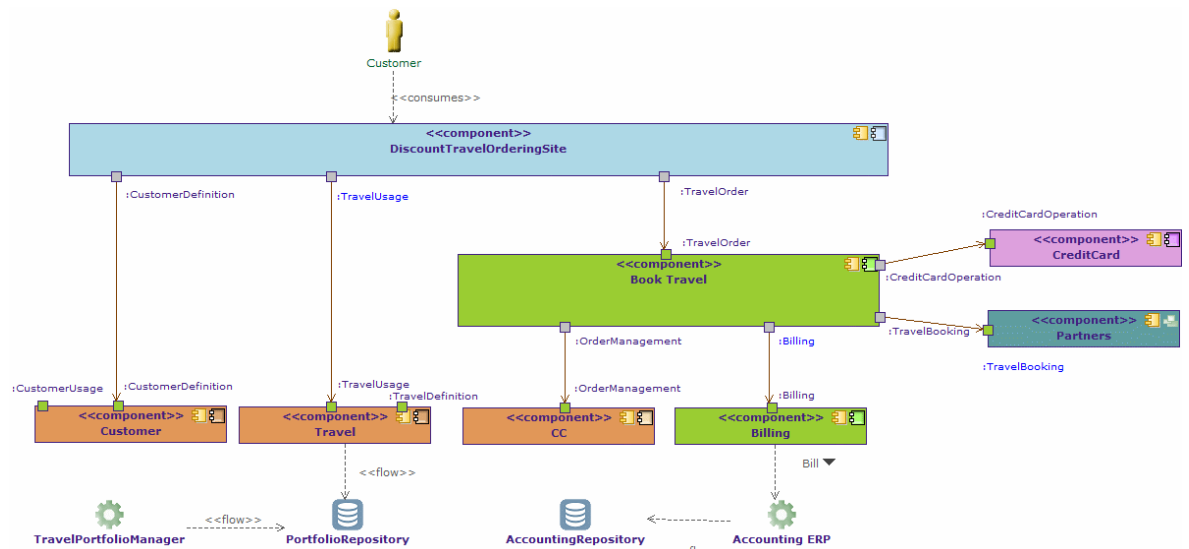 Customer
<<consumes>>
<<component>>
DiscountTravelOrderingSite
:CustomerDefinition
:TravelUsage
:TravelOrder
:CreditCardOperation
:TravelOrder
<<component>>
CreditCard
<<component>>
Book Travel
:CreditCardOperation
<<component>>
Partners
:TravelBooking
:OrderManagement
:Billing
:TravelBooking
:CustomerUsage
:CustomerDefinition
:TravelUsage
:TravelDefinition
:OrderManagement
:Billing
<<component>>
Customer
<<component>>
Travel
<<component>>
CC
<<component>>
Billing
Bill
<<flow>>
<<flow>>
TravelPortfolioManager
PortfolioRepository
AccountingRepository
Accounting ERP